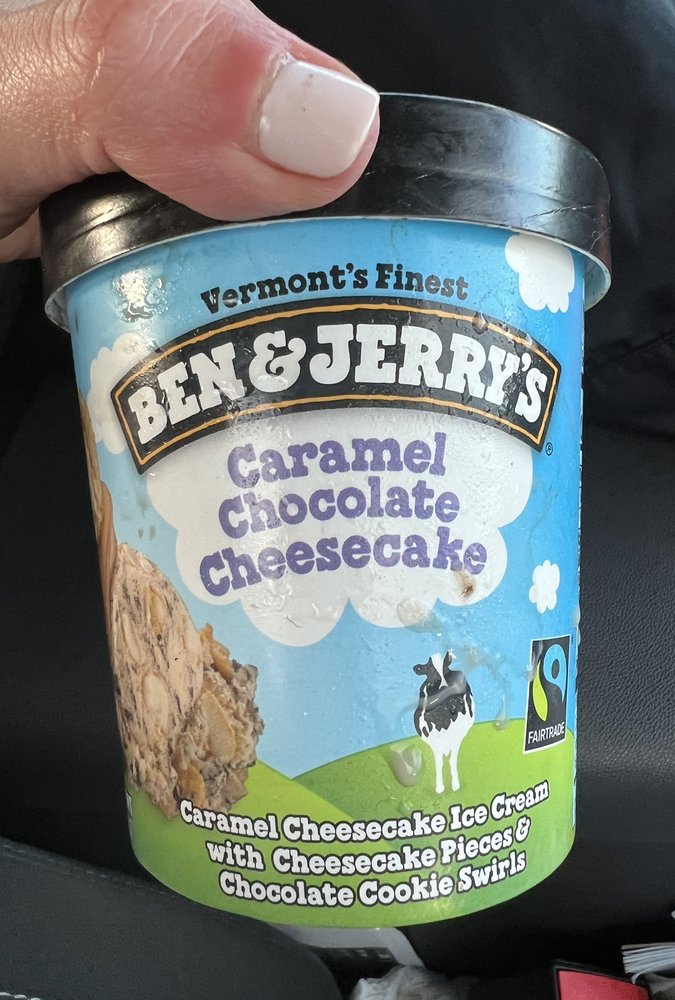 Vermont's Finest
BEN & JERRY'S®
Caramel
Chocolate
Cheesecake
FAIRTRADE
Caramel Cheesecake Ice Cream
with Cheesecake Pieces &
Chocolate Cookie Swirls